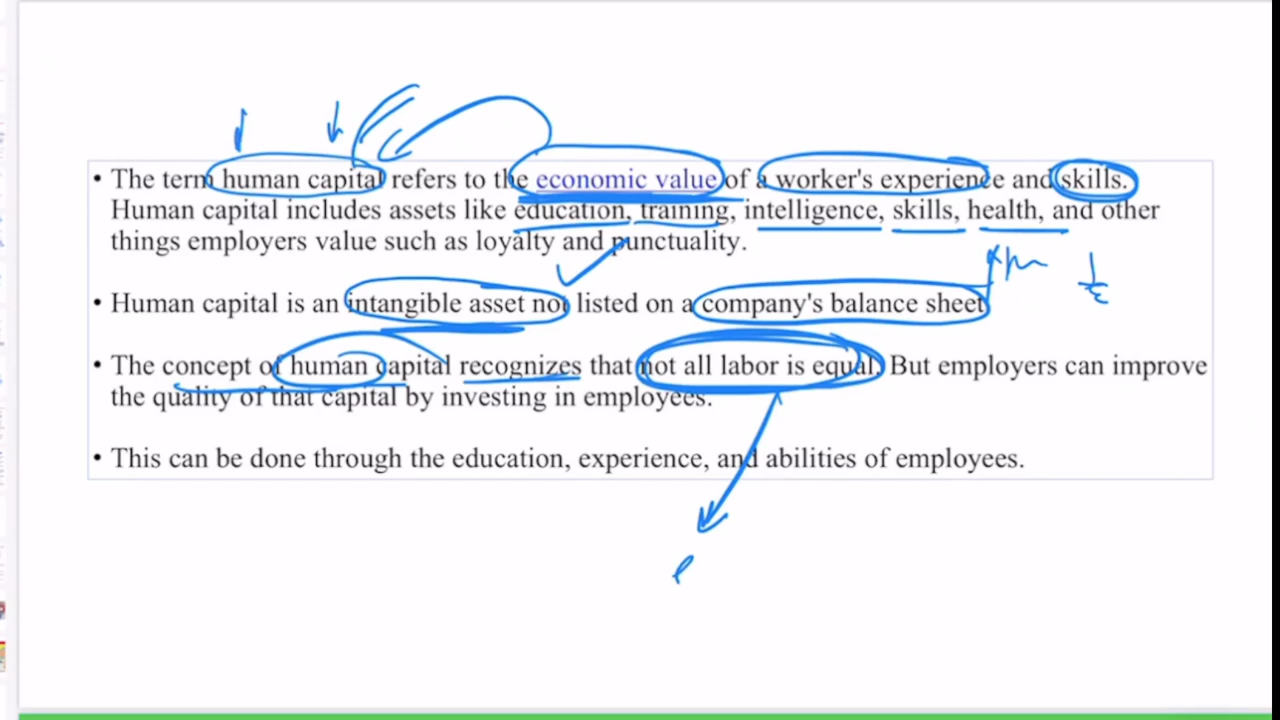 • The term human capital refers to the economic value of a worker's experience and skills.
Human capital includes assets like education, training, intelligence, skills, health, and other
things employers value such as loyalty and punctuality.
• Human capital is an intangible asset not listed on a company's balance sheet
• The concept of human capital recognizes that not all labor is equal. But employers can improve
the quality of that capital by investing in employees.
• This can be done through the education, experience, and abilities of employees.